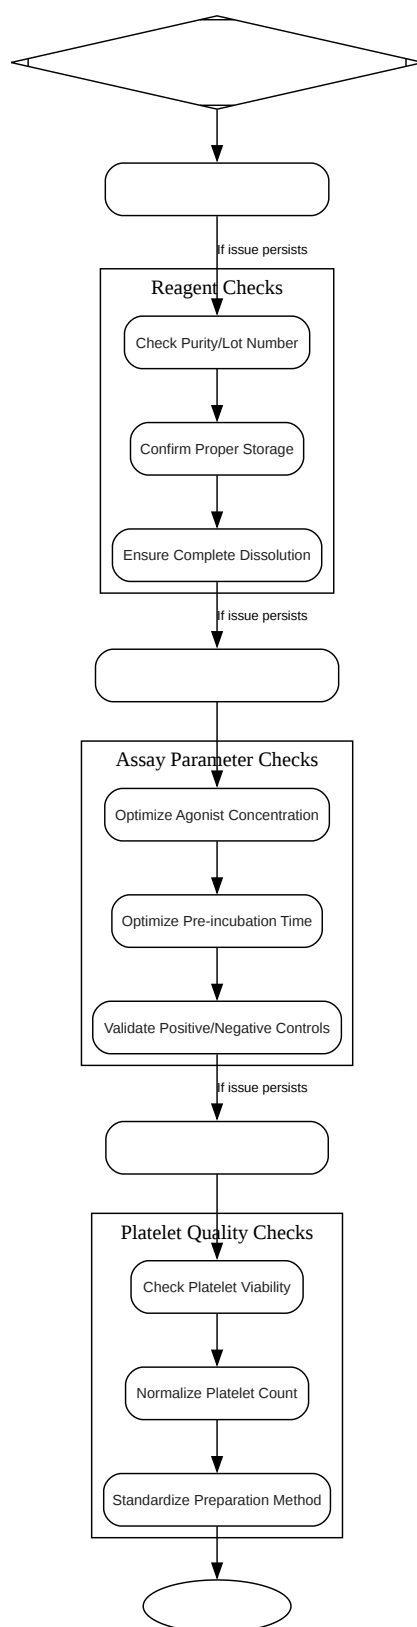 If issue persists
Reagent Checks
Check Purity/Lot Number
Confirm Proper Storage
Ensure Complete Dissolution
If issue persists
Assay Parameter Checks
Optimize Agonist Concentration
Optimize Pre-incubation Time
Validate Positive/Negative Controls
If issue persists
Platelet Quality Checks
Check Platelet Viability
Normalize Platelet Count
Standardize Preparation Method